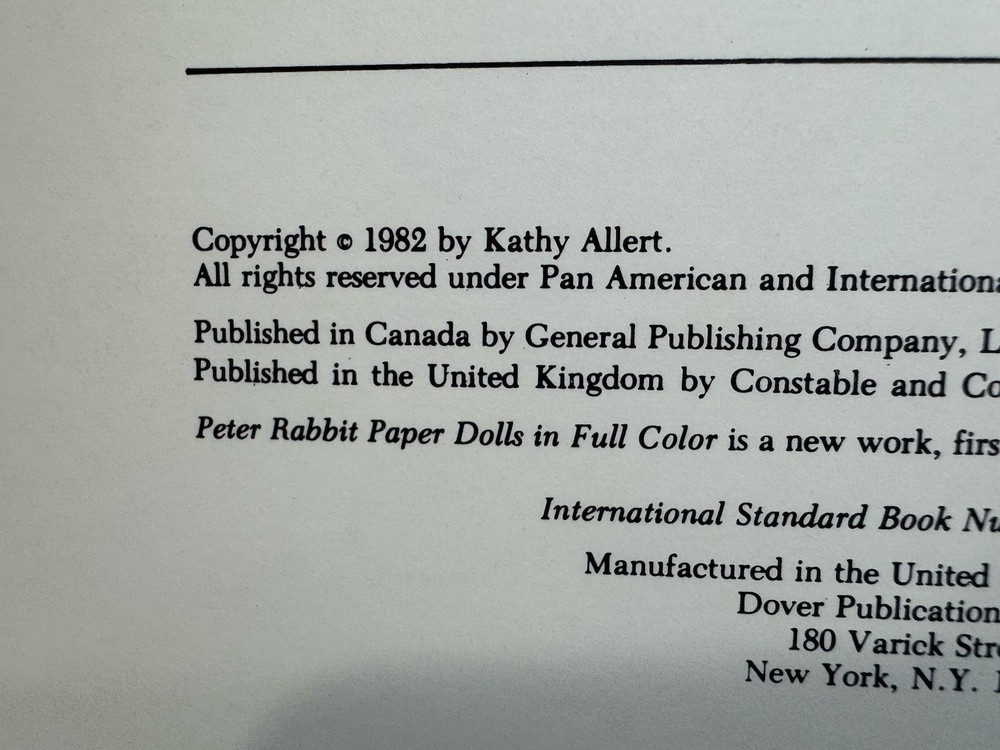 Copyright © 1982 by Kathy Allert.
All rights reserved under Pan American and Internationa
Published in Canada by General Publishing Company, L
Published in the United Kingdom by Constable and Co
Peter Rabbit Paper Dolls in Full Color is a new work, firs
International Standard Book Nu
Manufactured in the United
Dover Publication
180 Varick Stre
New York, N.Y. 1